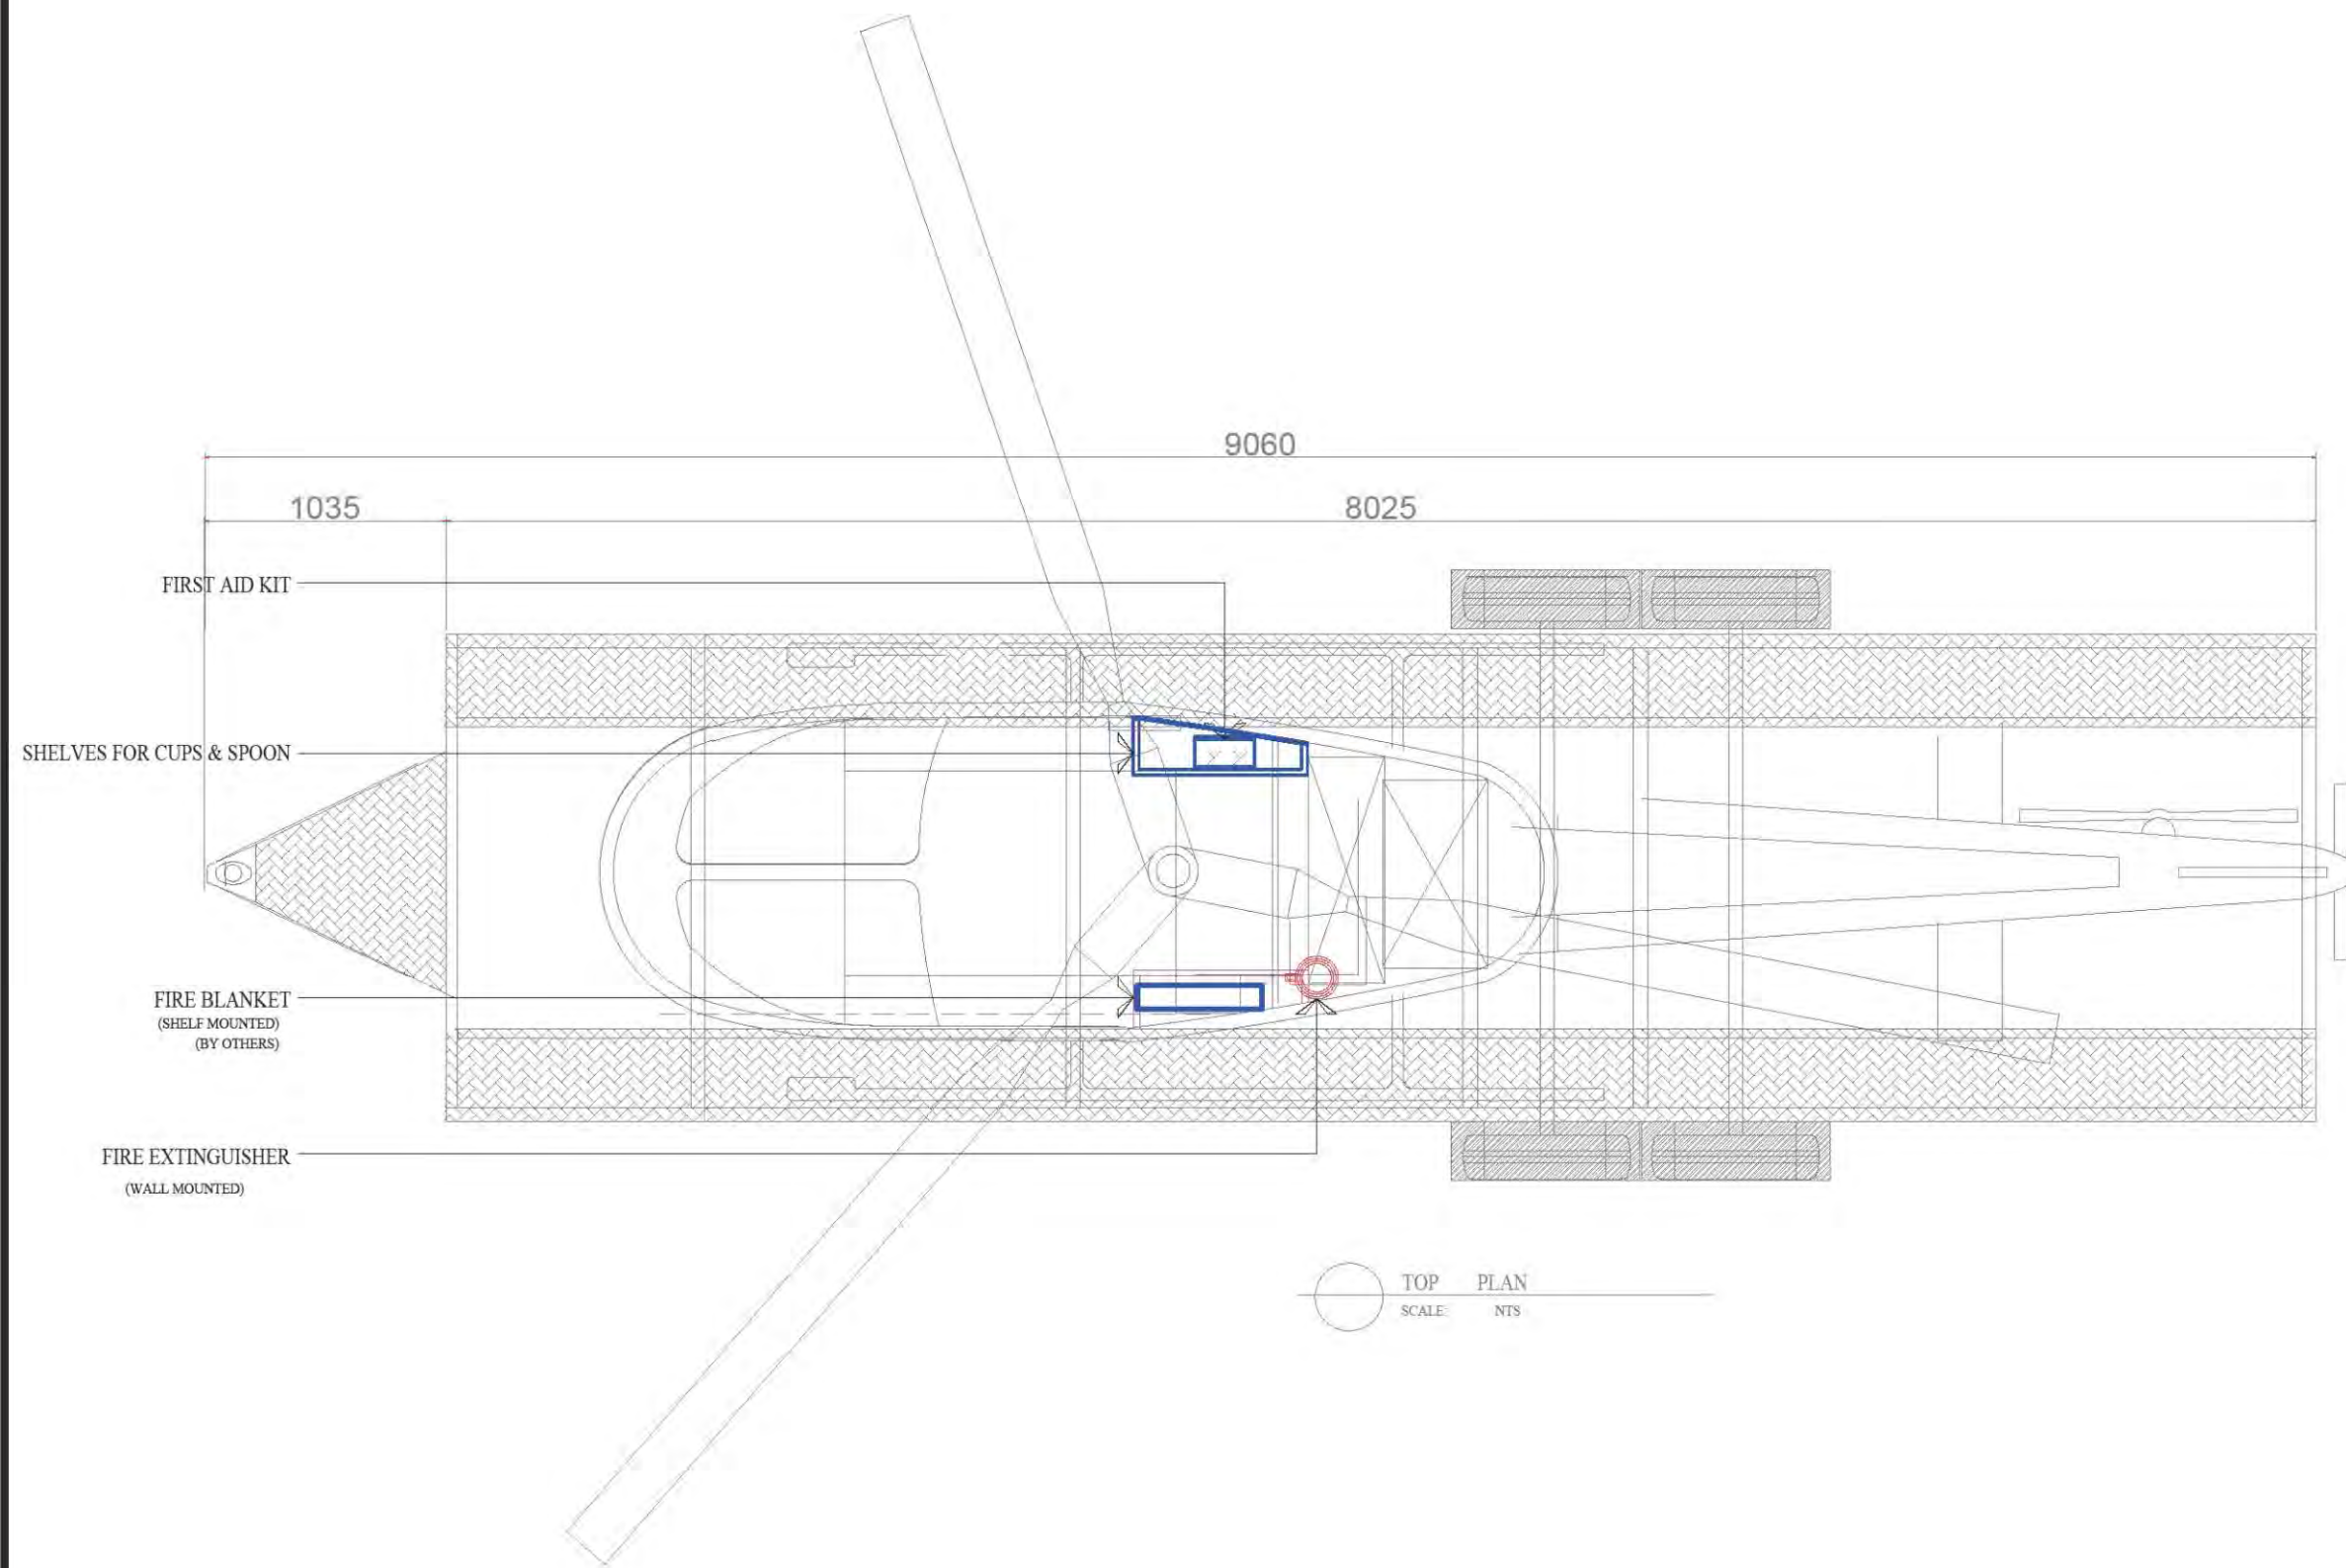 9060
1035
8025
FIRST AID KIT
SHELVES FOR CUPS & SPOON
FIRE BLANKET
(SHELF MOUNTED)
(BY OTHERS)
FIRE EXTINGUISHER
(WALL MOUNTED)
TOP PLAN
SCALE: NTS